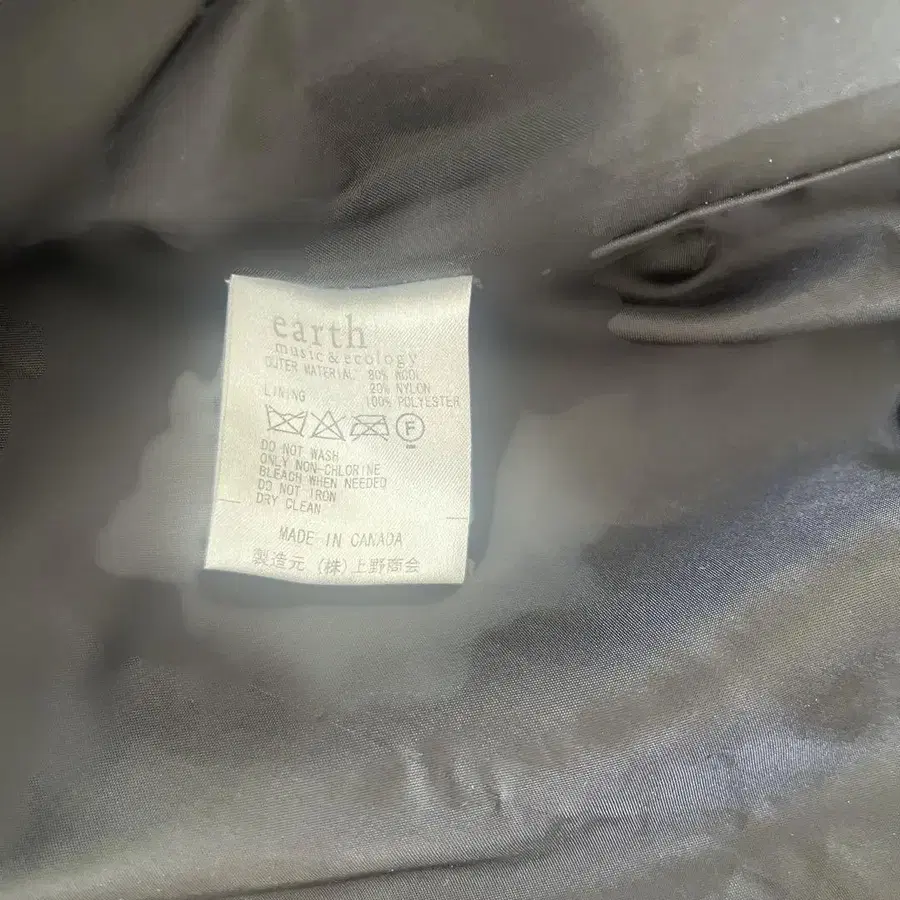 earth
music & ecology
OUTER MATERIAL 80% WOOL
20% NYLON
LINING 100% POLYESTER
F
DO NOT WASH
ONLY NON-CHLORINE
BLEACH WHEN NEEDED
DO NOT IRON
DRY CLEAN
MADE IN CANADA
製造元 (株)上野商会